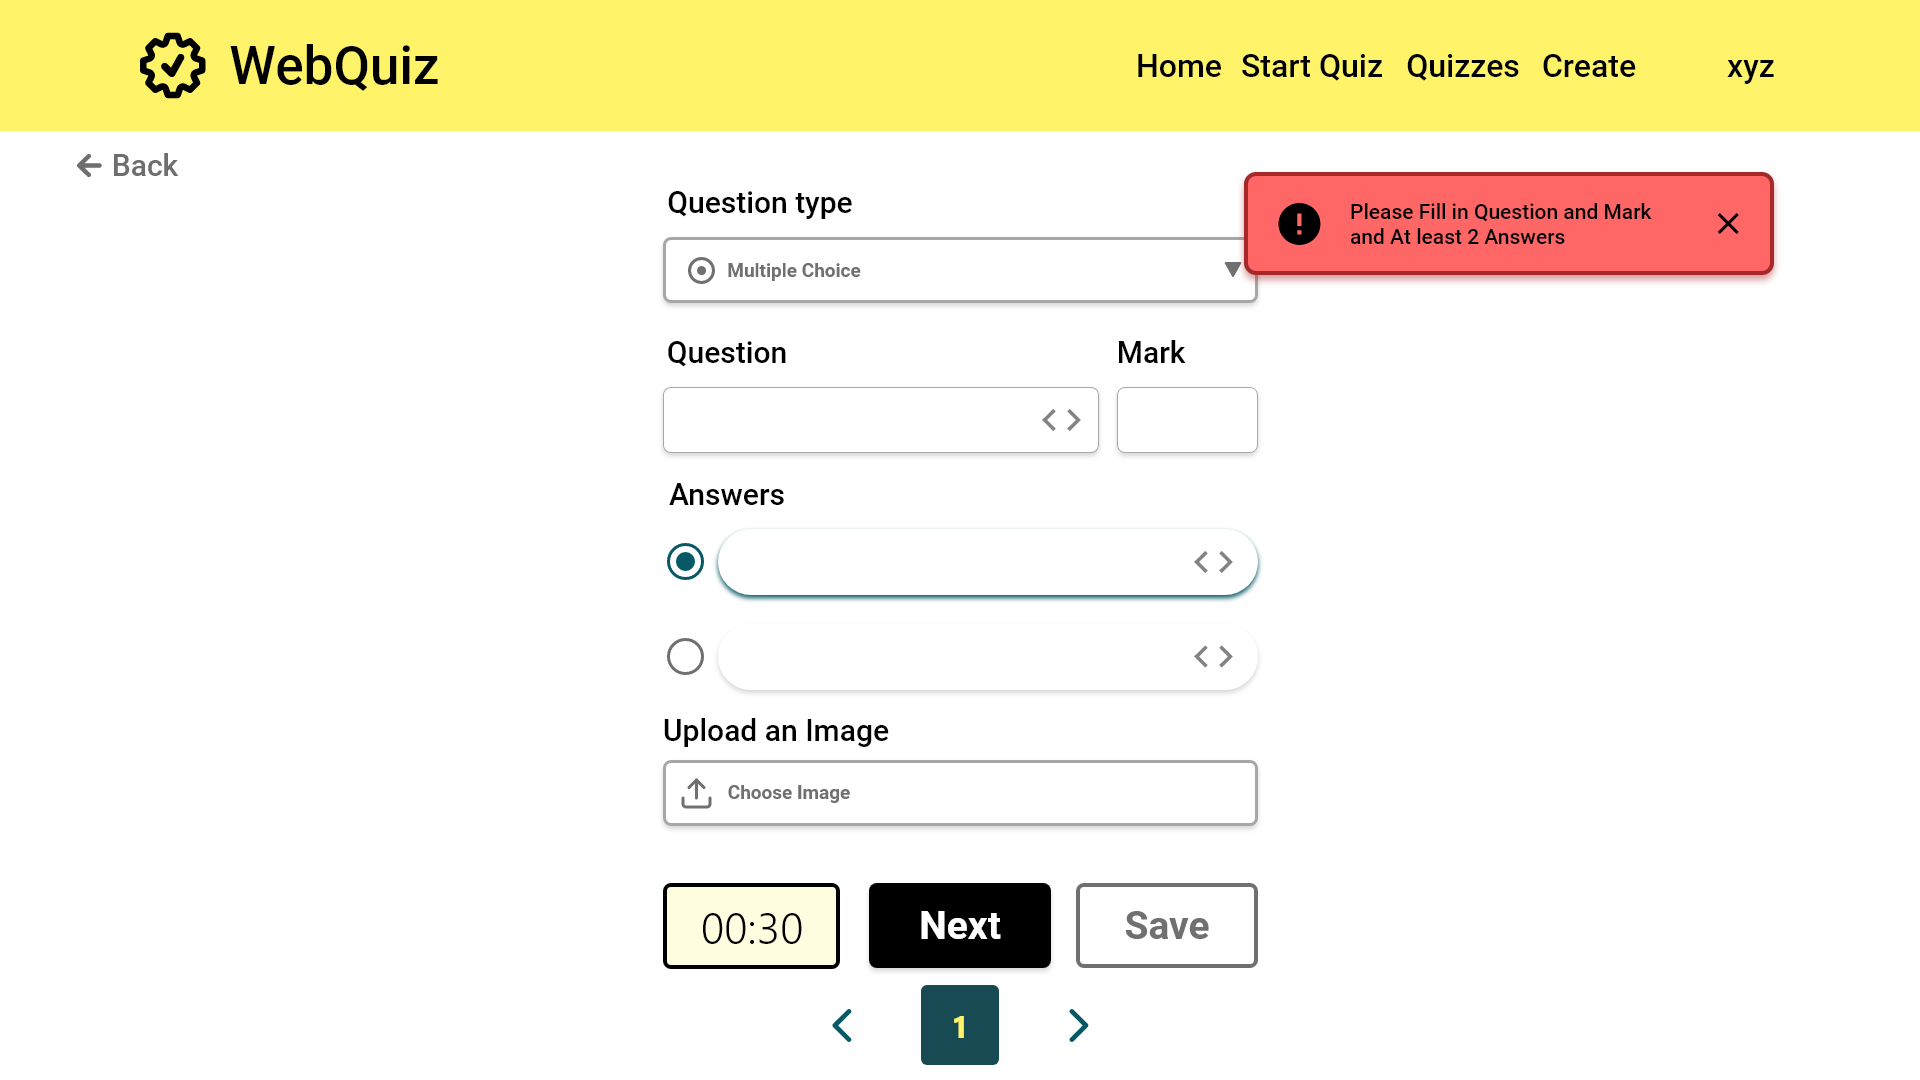 WebQuiz
Home Start Quiz Quizzes Create xyz
Back
Please Fill in Question and Mark
and At least 2 Answers
Question type
Multiple Choice
Question Mark
Answers
Upload an Image
Choose Image
00:30 Next Save
1